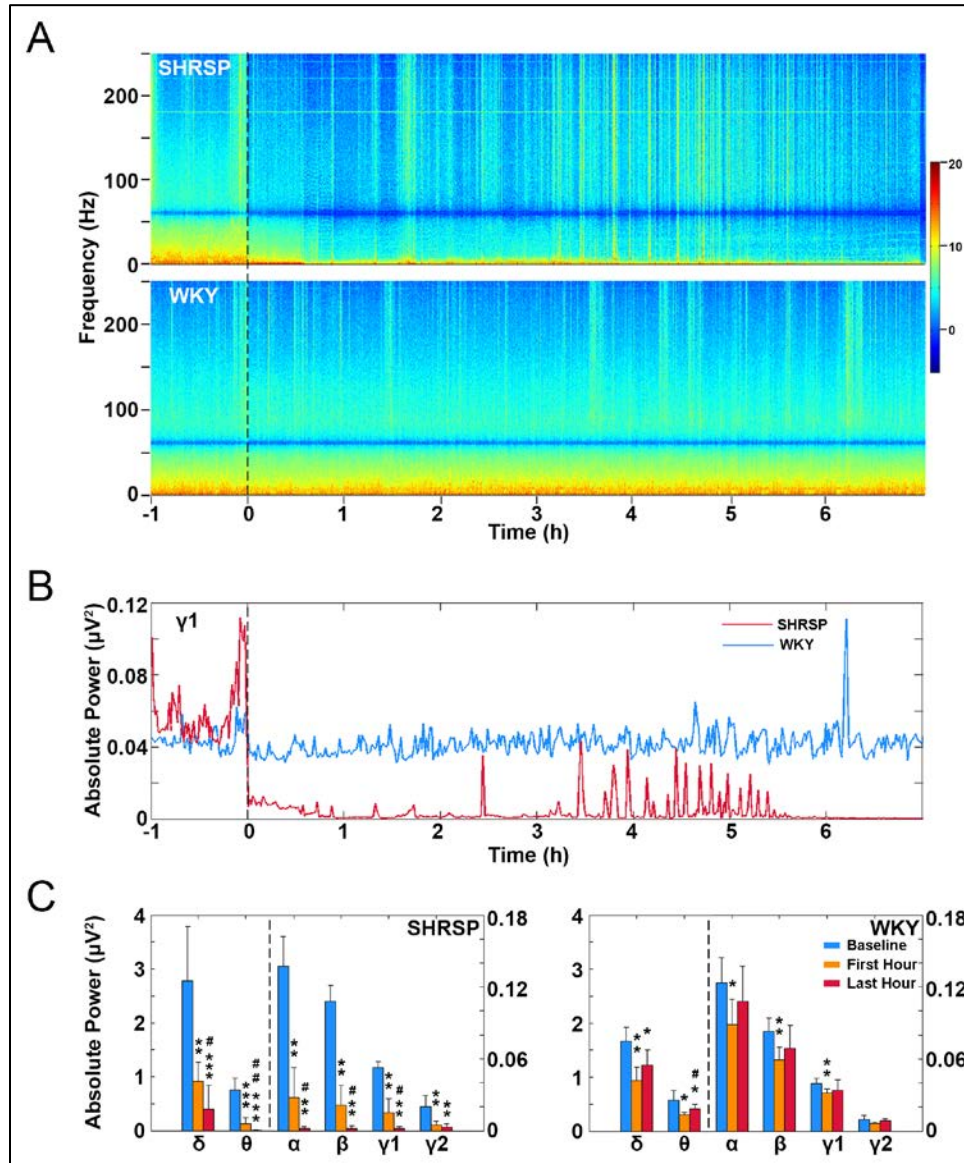 A
SHRSP
200
100
0
WKY
200
100
0
Frequency (Hz)
20
10
0
-1 0 1 2 3 4 5 6
Time (h)
B
0.12
0.08
0.04
0
γ1
SHRSP
WKY
Absolute Power (μV²)
-1 0 1 2 3 4 5 6
Time (h)
C
Absolute Power (μV²)
4
3
2
1
0
SHRSP
0.18
0.12
0.06
0
** #*** *** ##**** ** #** ** #** ** #** ** **
δ θ α β γ1 γ2
4
3
2
1
0
WKY
Baseline
First Hour
Last Hour
0.18
0.12
0.06
0
** * * #* * ** **
δ θ α β γ1 γ2